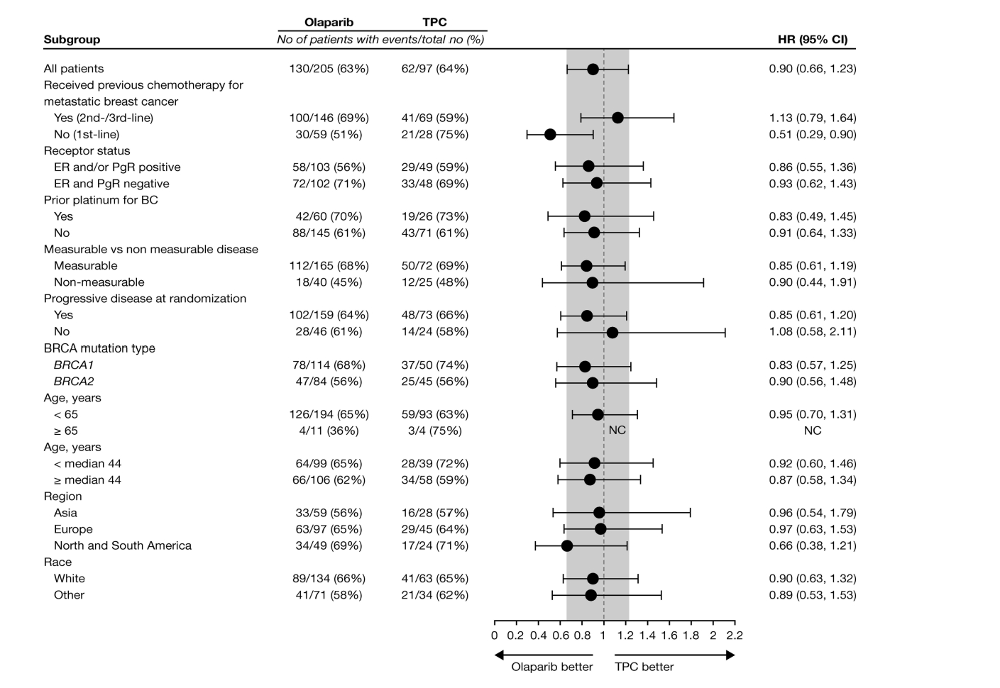 Olaparib TPC
Subgroup No of patients with events/total no (%) HR (95% CI)
All patients 130/205 (63%) 62/97 (64%) 0.90 (0.66, 1.23)
Received previous chemotherapy for
metastatic breast cancer
Yes (2nd-/3rd-line) 100/146 (69%) 41/69 (59%) 1.13 (0.79, 1.64)
No (1st-line) 30/59 (51%) 21/28 (75%) 0.51 (0.29, 0.90)
Receptor status
ER and/or PgR positive 58/103 (56%) 29/49 (59%) 0.86 (0.55, 1.36)
ER and PgR negative 72/102 (71%) 33/48 (69%) 0.93 (0.62, 1.43)
Prior platinum for BC
Yes 42/60 (70%) 19/26 (73%) 0.83 (0.49, 1.45)
No 88/145 (61%) 43/71 (61%) 0.91 (0.64, 1.33)
Measurable vs non measurable disease
Measurable 112/165 (68%) 50/72 (69%) 0.85 (0.61, 1.19)
Non-measurable 18/40 (45%) 12/25 (48%) 0.90 (0.44, 1.91)
Progressive disease at randomization
Yes 102/159 (64%) 48/73 (66%) 0.85 (0.61, 1.20)
No 28/46 (61%) 14/24 (58%) 1.08 (0.58, 2.11)
BRCA mutation type
BRCA1 78/114 (68%) 37/50 (74%) 0.83 (0.57, 1.25)
BRCA2 47/84 (56%) 25/45 (56%) 0.90 (0.56, 1.48)
Age, years
< 65 126/194 (65%) 59/93 (63%) 0.95 (0.70, 1.31)
≥ 65 4/11 (36%) 3/4 (75%) NC NC
Age, years
< median 44 64/99 (65%) 28/39 (72%) 0.92 (0.60, 1.46)
≥ median 44 66/106 (62%) 34/58 (59%) 0.87 (0.58, 1.34)
Region
Asia 33/59 (56%) 16/28 (57%) 0.96 (0.54, 1.79)
Europe 63/97 (65%) 29/45 (64%) 0.97 (0.63, 1.53)
North and South America 34/49 (69%) 17/24 (71%) 0.66 (0.38, 1.21)
Race
White 89/134 (66%) 41/63 (65%) 0.90 (0.63, 1.32)
Other 41/71 (58%) 21/34 (62%) 0.89 (0.53, 1.53)
0 0.2 0.4 0.6 0.8 1 1.2 1.4 1.6 1.8 2 2.2
Olaparib better TPC better